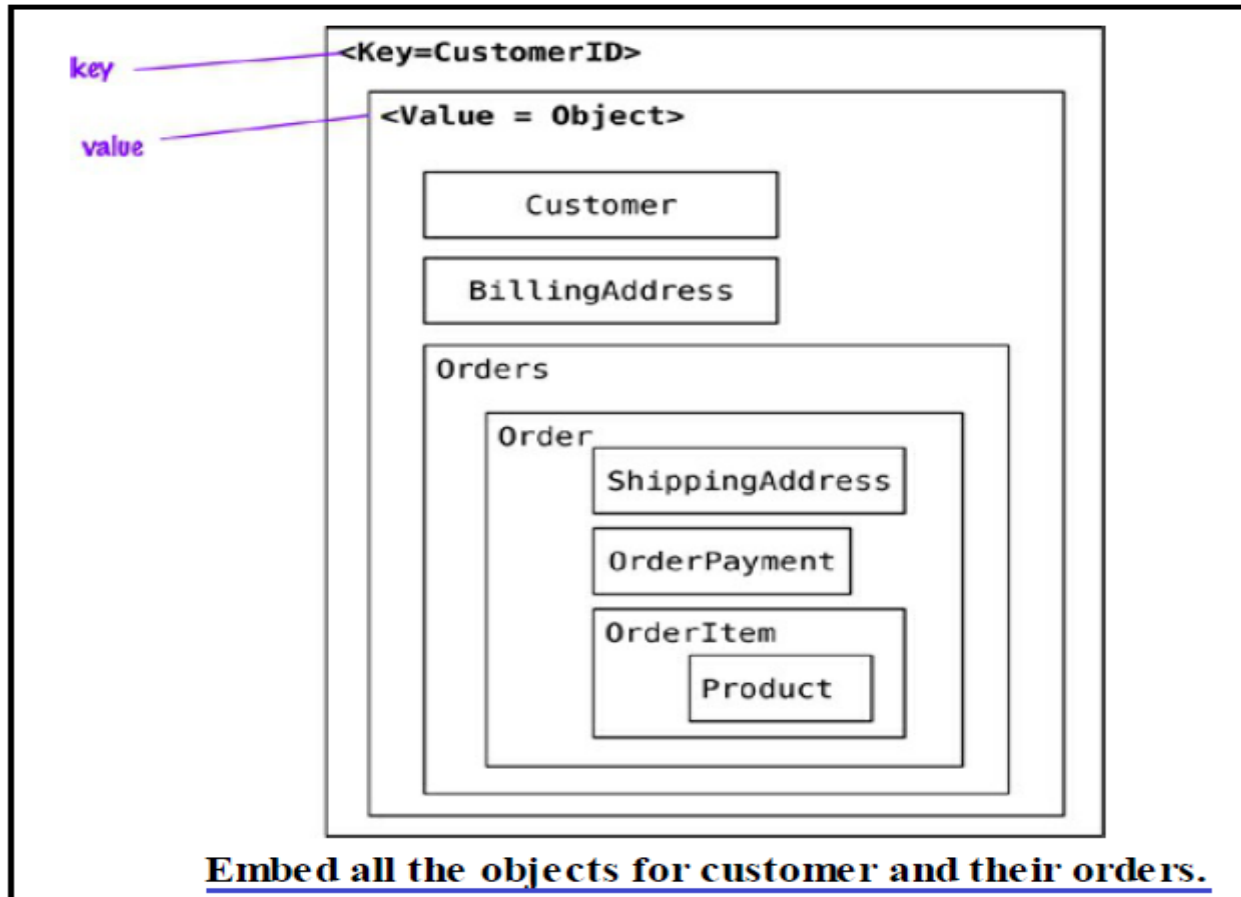 <Key=CustomerID>
key
<Value = Object>
value
Customer
BillingAddress
Orders
Order
ShippingAddress
OrderPayment
OrderItem
Product
Embed all the objects for customer and their orders.